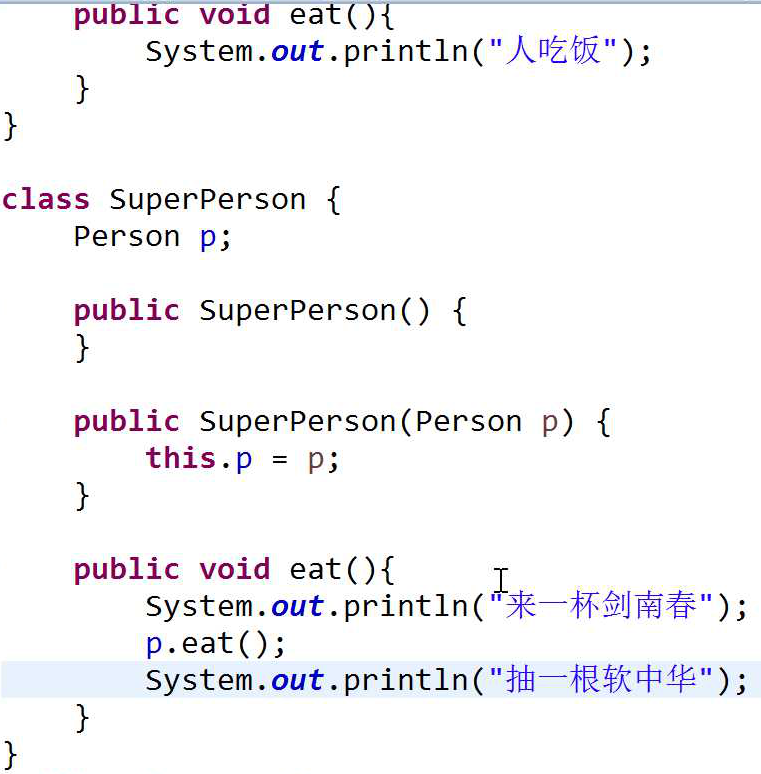 public void eat(){
System.out.println("人吃饭");
}
}
class SuperPerson {
Person p;
public SuperPerson() {
}
public SuperPerson(Person p) {
this.p = p;
}
public void eat(){
System.out.println("来一杯剑南春");
p.eat();
System.out.println("抽一根软中华");
}
}